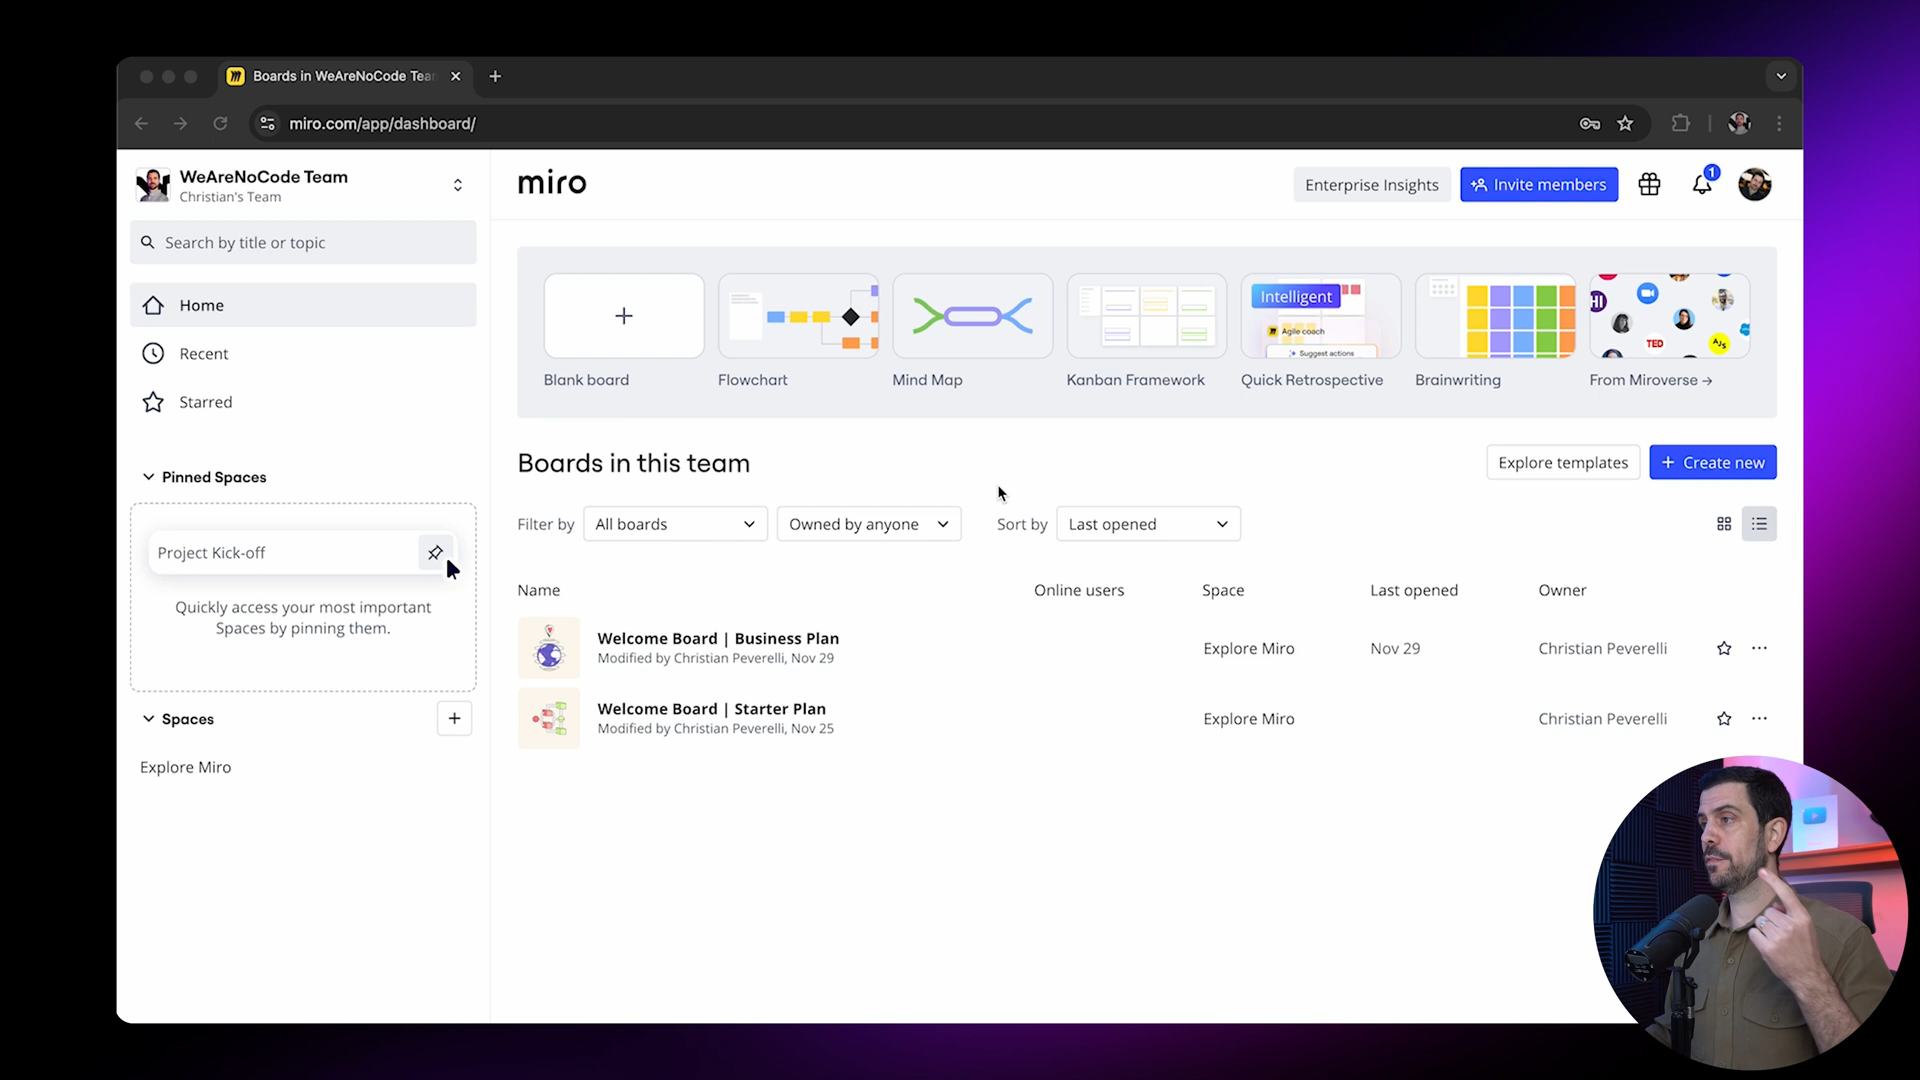 Boards in WeAreNoCode Tea
miro.com/app/dashboard/
WeAreNoCode Team
Christian's Team
Search by title or topic
Home
Recent
Starred
Pinned Spaces
Project Kick-off
Quickly access your most important
Spaces by pinning them.
Spaces
Explore Miro
miro
Enterprise Insights
Invite members
1
Intelligent
Agile coach
Suggest actions
TED
AJS
Blank board
Flowchart
Mind Map
Kanban Framework
Quick Retrospective
Brainwriting
From Miroverse →
Boards in this team
Explore templates
+ Create new
Filter by
All boards
Owned by anyone
Sort by
Last opened
Name
Online users
Space
Last opened
Owner
Welcome Board | Business Plan
Modified by Christian Peverelli, Nov 29
Explore Miro
Nov 29
Christian Peverelli
Welcome Board | Starter Plan
Modified by Christian Peverelli, Nov 25
Explore Miro
Christian Peverelli